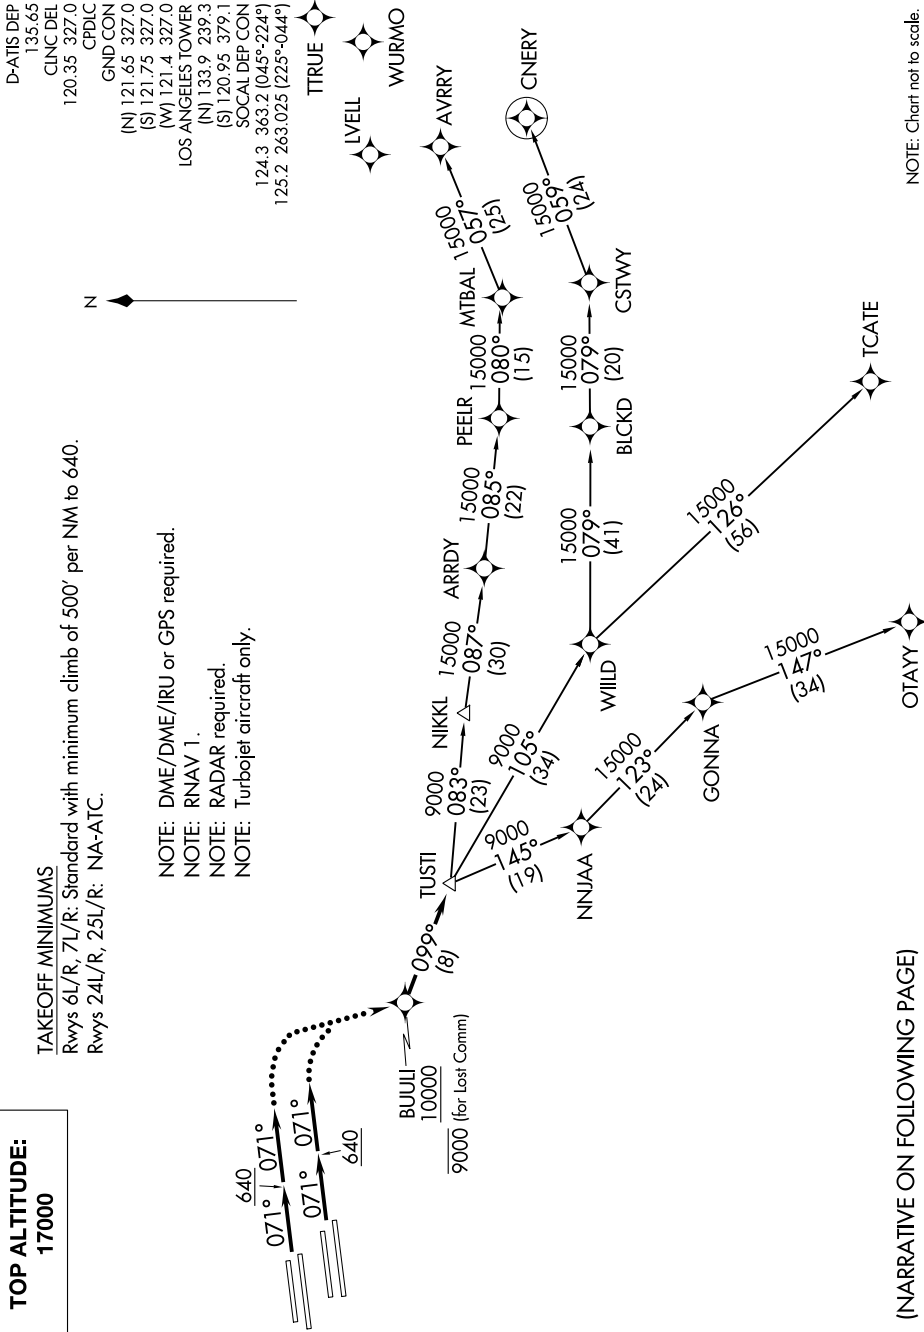 TOP ALTITUDE:
17000
TAKEOFF MINIMUMS
Rwys 6L/R, 7L/R: Standard with minimum climb of 500' per NM to 640.
Rwys 24L/R, 25L/R: NA-ATC.
NOTE: DME/DME/IRU or GPS required.
NOTE: RNAV 1.
NOTE: RADAR required.
NOTE: Turbojet aircraft only.
N
D-ATIS DEP
135.65
CLNC DEL
120.35 327.0
CPDLC
GND CON
(N) 121.65 327.0
(S) 121.75 327.0
(W) 121.4 327.0
LOS ANGELES TOWER
(N) 133.9 239.3
(S) 120.95 379.1
SOCAL DEP CON
124.3 363.2 (045°-224°)
125.2 263.025 (225°-044°)
TTRUE
WURMO
LVELL
AVRRY
CNERY
640
071°
071°
071°
071°
640
BUULI
10000
9000 (for Lost Comm)
099°
(8)
TUSTI
9000
083°
(23)
NIKKL
15000
087°
(30)
ARRDY
15000
085°
(22)
PEELR
15000
080°
(15)
MTBAL
15000
057°
(25)
9000
105°
(34)
WIILD
15000
079°
(41)
BLCKD
15000
079°
(20)
CSTWY
15000
059°
(24)
15000
126°
(56)
TCATE
9000
145°
(19)
NNJAA
15000
123°
(24)
GONNA
15000
147°
(34)
OTAYY
(NARRATIVE ON FOLLOWING PAGE)
NOTE: Chart not to scale.